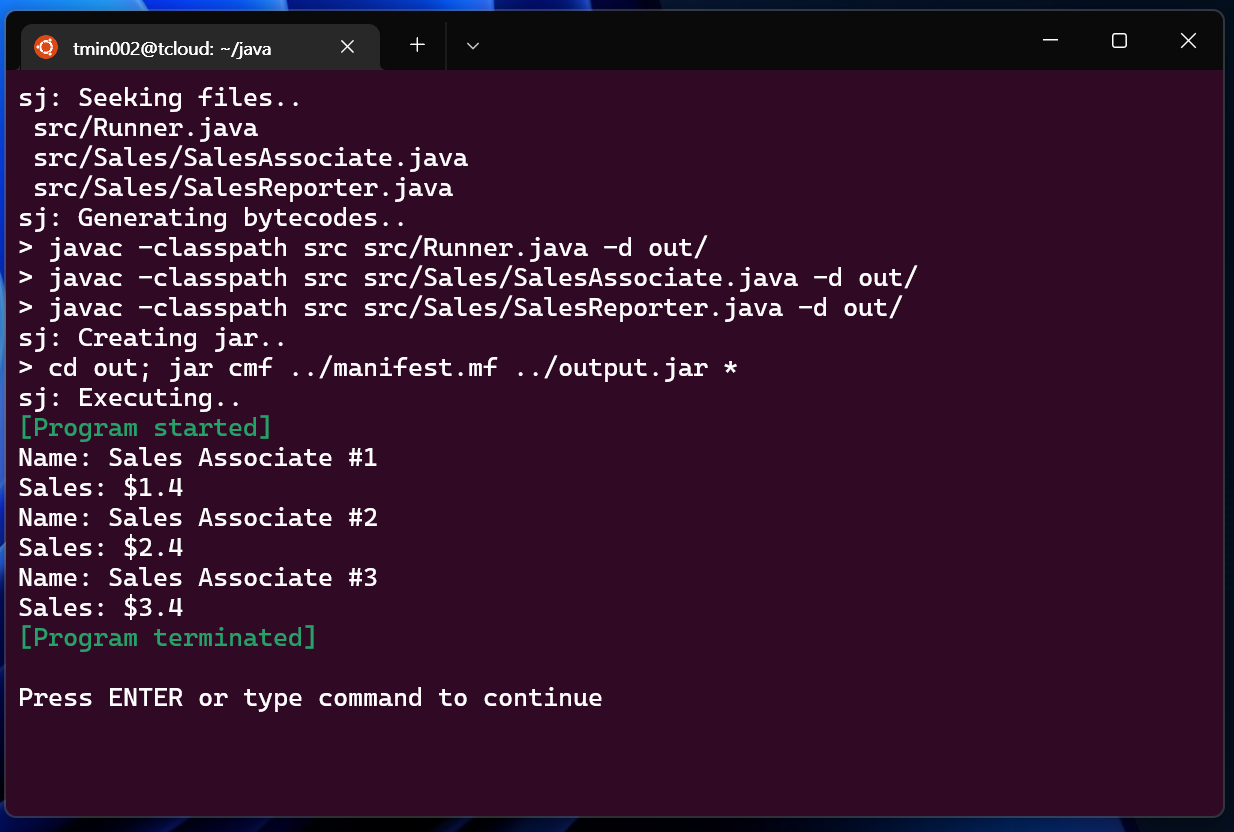 tmin002@tcloud: ~/java
sj: Seeking files..
src/Runner.java
src/Sales/SalesAssociate.java
src/Sales/SalesReporter.java
sj: Generating bytecodes..
> javac -classpath src src/Runner.java -d out/
> javac -classpath src src/Sales/SalesAssociate.java -d out/
> javac -classpath src src/Sales/SalesReporter.java -d out/
sj: Creating jar..
> cd out; jar cmf ../manifest.mf ../output.jar *
sj: Executing..
[Program started]
Name: Sales Associate #1
Sales: $1.4
Name: Sales Associate #2
Sales: $2.4
Name: Sales Associate #3
Sales: $3.4
[Program terminated]
Press ENTER or type command to continue